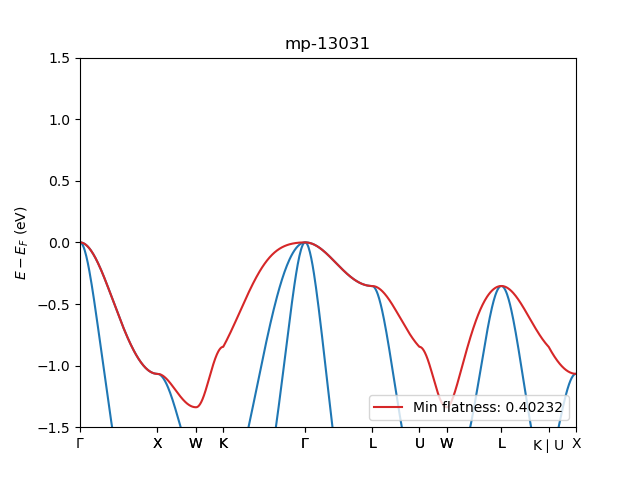 mp-13031
E − E_F (eV)
1.5
1.0
0.5
0.0
−0.5
−1.0
−1.5
Min flatness: 0.40232
Γ X W K Γ L U W L K | U X